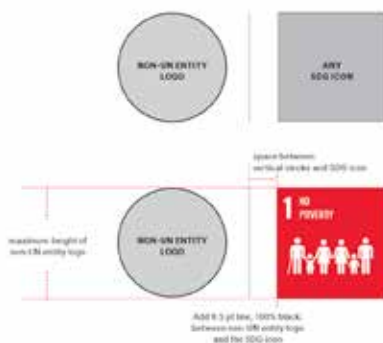 NON-UN ENTITY
LOGO
ANY
SDG ICON
space between
vertical stroke and SDG icon
1 NO
POVERTY
maximum height of
non-UN entity logo
NON-UN ENTITY
LOGO
Add 0.5 pt line, 100% black,
between non-UN entity logo
and the SDG icon